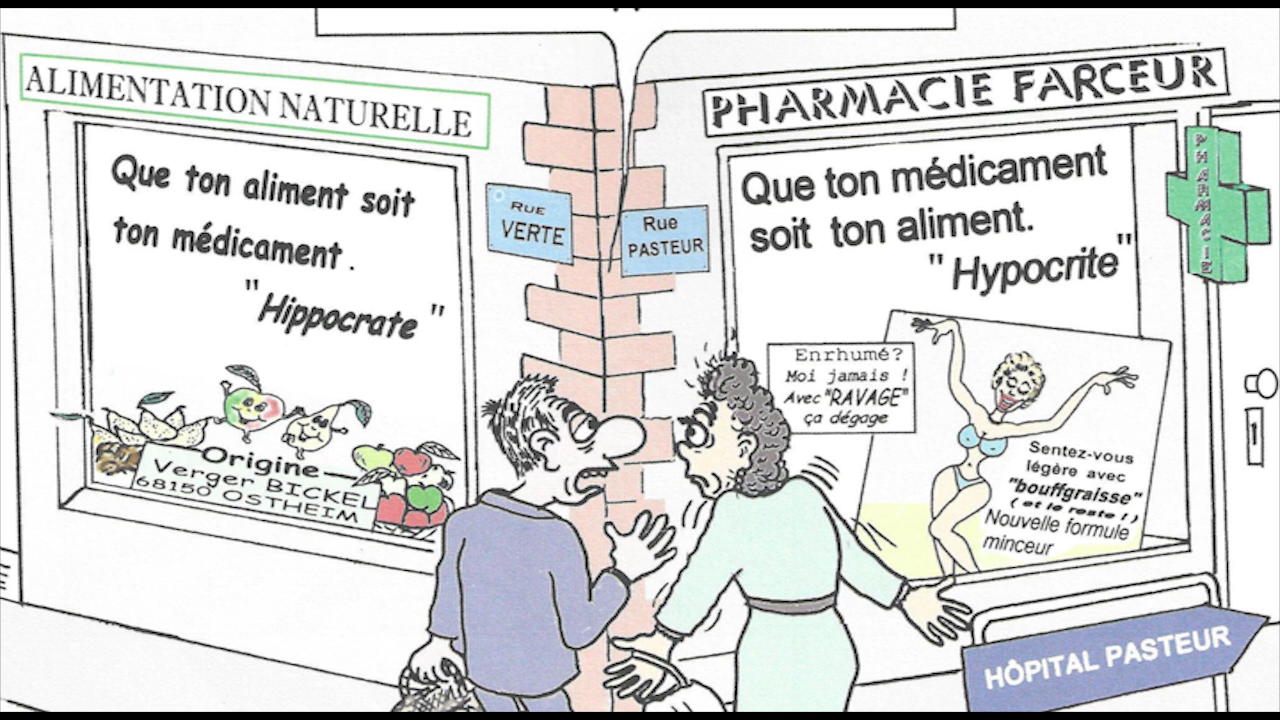 ALIMENTATION NATURELLE
Que ton aliment soit
ton médicament.
"Hippocrate"
Origine
Verger BICKEL
68150 OSTHEIM
RUE
VERTE
Rue
PASTEUR
PHARMACIE FARCEUR
Que ton médicament
soit ton aliment.
"Hypocrite"
PHARMACIE
Enrhumé?
Moi jamais !
Avec "RAVAGE"
ça dégage
Sentez-vous
légère avec
"bouffgraisse"
( et le reste ! )
Nouvelle formule
minceur
HÔPITAL PASTEUR